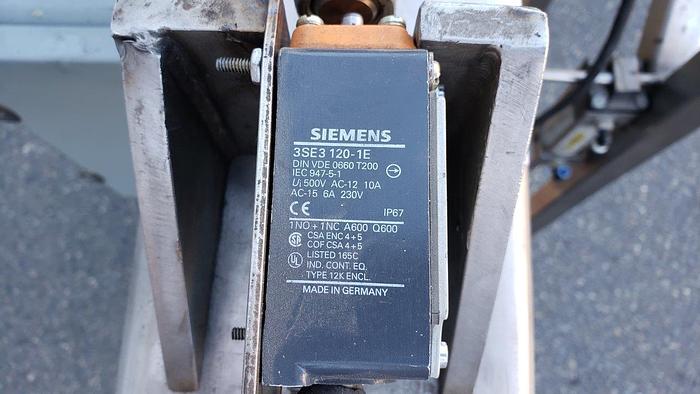 SIEMENS
3SE3 120-1E
DIN VDE 0660 T200
IEC 947-5-1
Ui 500V AC-12 10A
AC-15 6A 230V
CE IP67
1NO + 1NC A600 Q600
CSA ENC 4+5
COF CSA 4+5
LISTED 165C
IND. CONT. EQ.
TYPE 12K ENCL.
MADE IN GERMANY